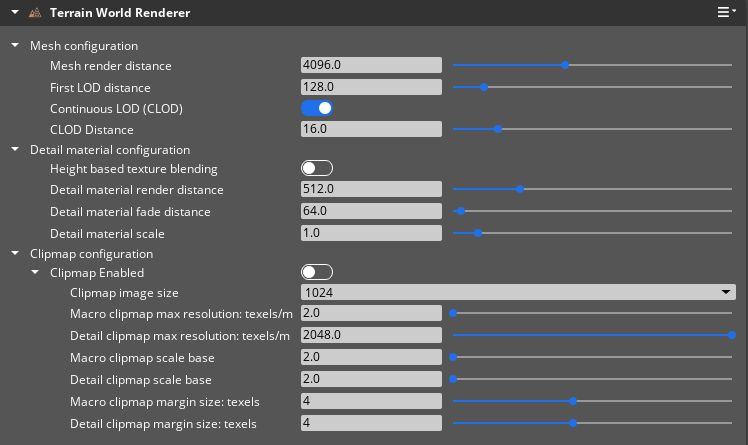 Terrain World Renderer
Mesh configuration
Mesh render distance 4096.0
First LOD distance 128.0
Continuous LOD (CLOD)
CLOD Distance 16.0
Detail material configuration
Height based texture blending
Detail material render distance 512.0
Detail material fade distance 64.0
Detail material scale 1.0
Clipmap configuration
Clipmap Enabled
Clipmap image size 1024
Macro clipmap max resolution: texels/m 2.0
Detail clipmap max resolution: texels/m 2048.0
Macro clipmap scale base 2.0
Detail clipmap scale base 2.0
Macro clipmap margin size: texels 4
Detail clipmap margin size: texels 4